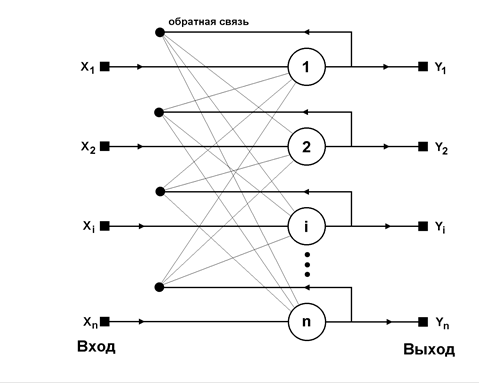 обратная связь
X1 1 Y1
X2 2 Y2
Xi i Yi
Xn n Yn
Вход Выход